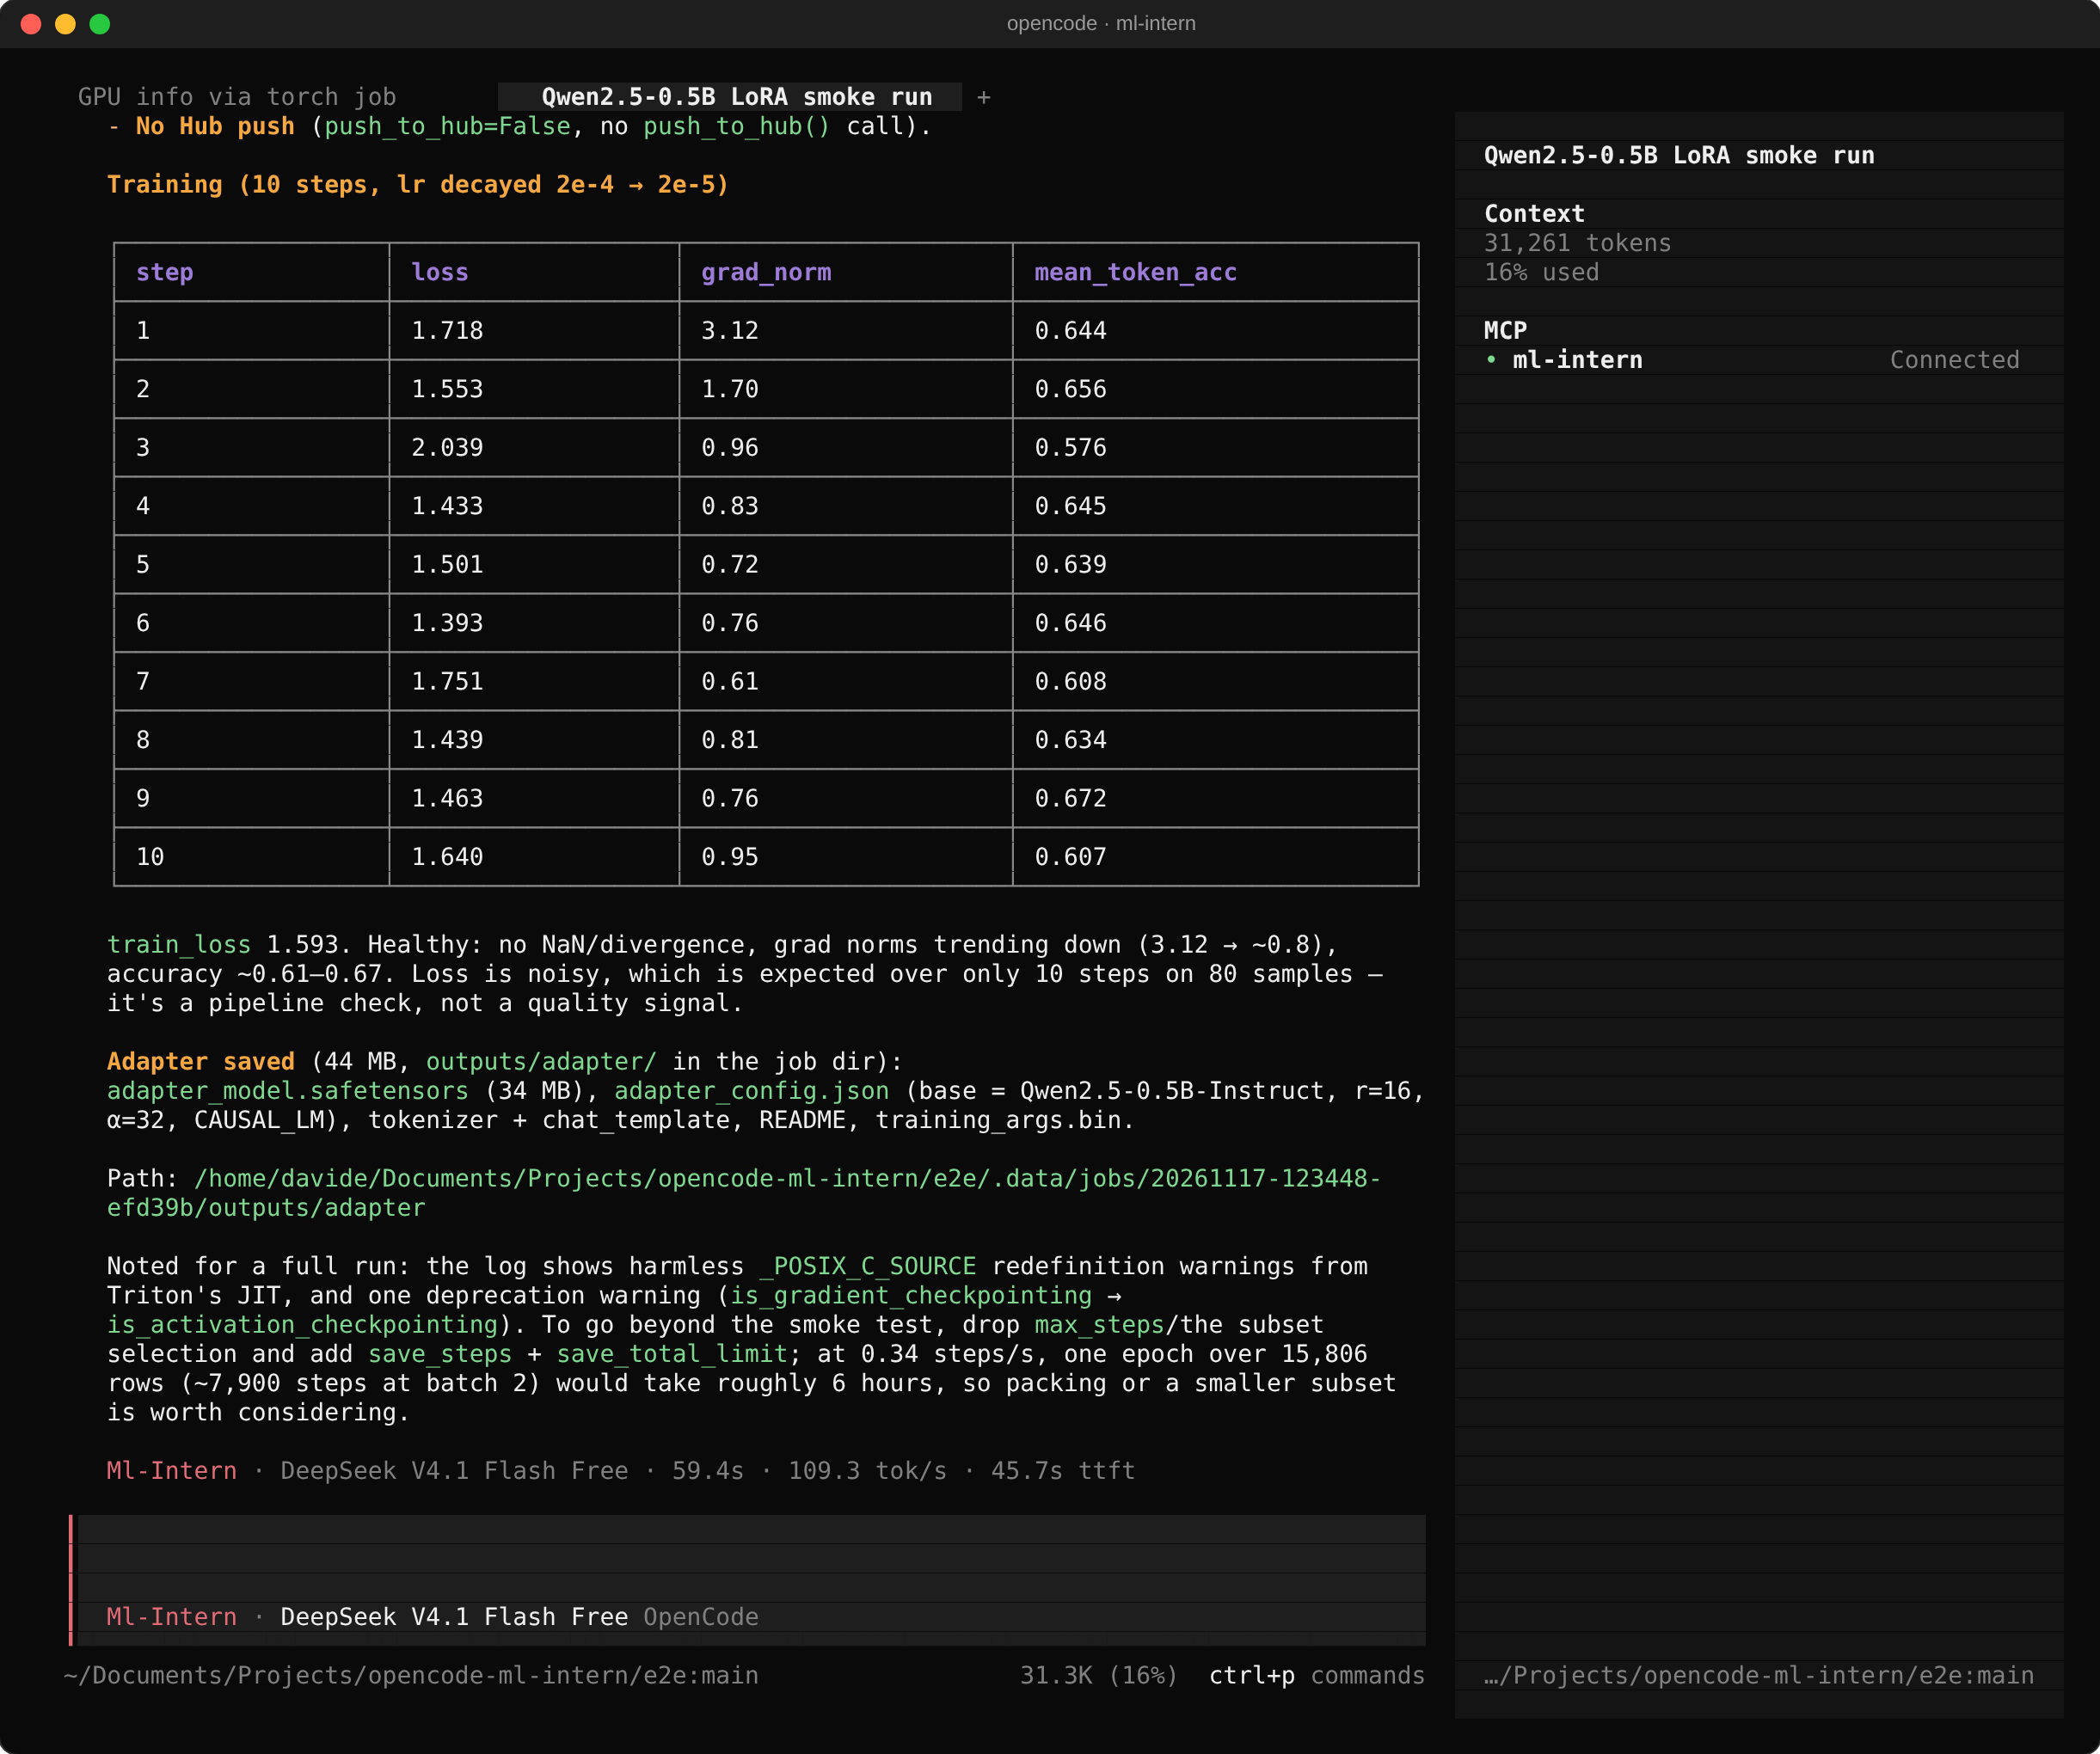 opencode · ml-intern
GPU info via torch job Qwen2.5-0.5B LoRA smoke run +
- No Hub push (push_to_hub=False, no push_to_hub() call).
Training (10 steps, lr decayed 2e-4 → 2e-5)
step loss grad_norm mean_token_acc
1 1.718 3.12 0.644
2 1.553 1.70 0.656
3 2.039 0.96 0.576
4 1.433 0.83 0.645
5 1.501 0.72 0.639
6 1.393 0.76 0.646
7 1.751 0.61 0.608
8 1.439 0.81 0.634
9 1.463 0.76 0.672
10 1.640 0.95 0.607
train_loss 1.593. Healthy: no NaN/divergence, grad norms trending down (3.12 → ~0.8),
accuracy ~0.61–0.67. Loss is noisy, which is expected over only 10 steps on 80 samples —
it's a pipeline check, not a quality signal.
Adapter saved (44 MB, outputs/adapter/ in the job dir):
adapter_model.safetensors (34 MB), adapter_config.json (base = Qwen2.5-0.5B-Instruct, r=16,
α=32, CAUSAL_LM), tokenizer + chat_template, README, training_args.bin.
Path: /home/davide/Documents/Projects/opencode-ml-intern/e2e/.data/jobs/20261117-123448-
efd39b/outputs/adapter
Noted for a full run: the log shows harmless _POSIX_C_SOURCE redefinition warnings from
Triton's JIT, and one deprecation warning (is_gradient_checkpointing →
is_activation_checkpointing). To go beyond the smoke test, drop max_steps/the subset
selection and add save_steps + save_total_limit; at 0.34 steps/s, one epoch over 15,806
rows (~7,900 steps at batch 2) would take roughly 6 hours, so packing or a smaller subset
is worth considering.
Ml-Intern · DeepSeek V4.1 Flash Free · 59.4s · 109.3 tok/s · 45.7s ttft
Ml-Intern · DeepSeek V4.1 Flash Free OpenCode
~/Documents/Projects/opencode-ml-intern/e2e:main 31.3K (16%) ctrl+p commands
Qwen2.5-0.5B LoRA smoke run
Context
31,261 tokens
16% used
MCP
• ml-intern Connected
…/Projects/opencode-ml-intern/e2e:main